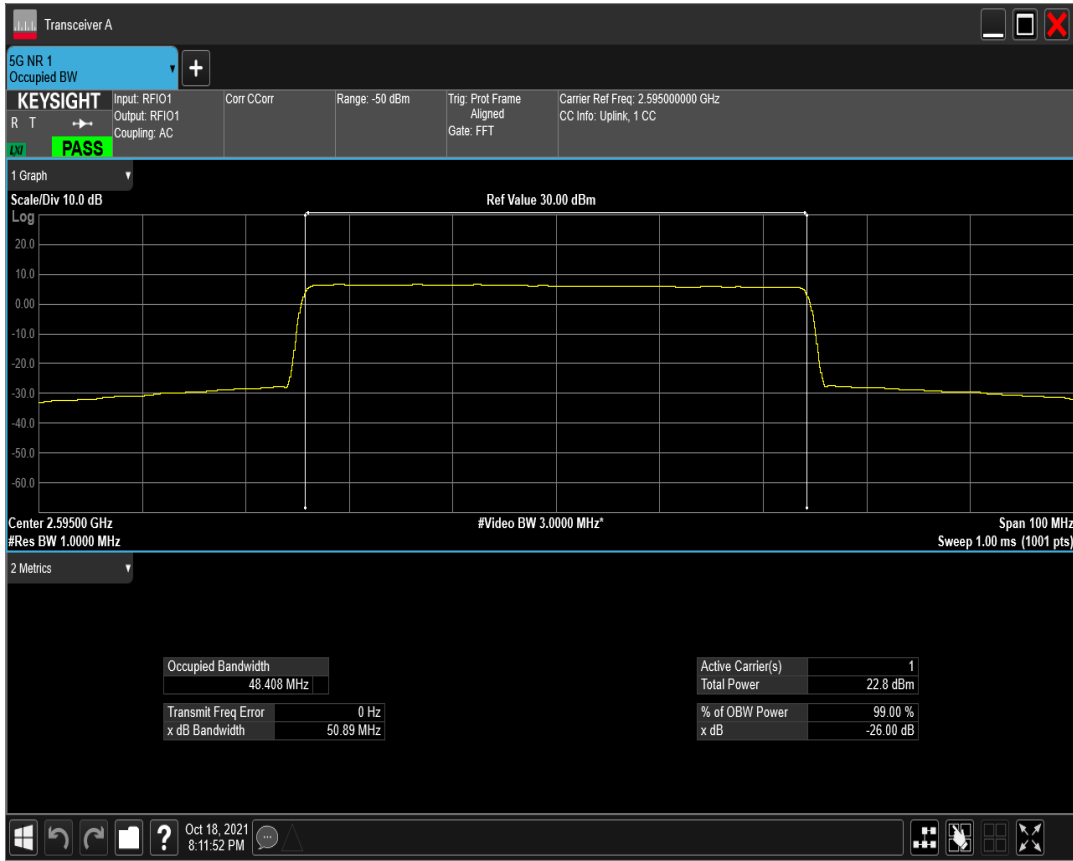 Transceiver A
5G NR 1
Occupied BW
KEYSIGHT
R T
LXI
PASS
Input: RFIO1
Output: RFIO1
Coupling: AC
Corr CCorr
Range: -50 dBm
Trig: Prot Frame
Aligned
Gate: FFT
Carrier Ref Freq: 2.595000000 GHz
CC Info: Uplink, 1 CC
1 Graph
Scale/Div 10.0 dB
Ref Value 30.00 dBm
Log
20.0
10.0
0.00
-10.0
-20.0
-30.0
-40.0
-50.0
-60.0
Center 2.59500 GHz
#Video BW 3.0000 MHz*
Span 100 MHz
#Res BW 1.0000 MHz
Sweep 1.00 ms (1001 pts)
2 Metrics
Occupied Bandwidth
48.408 MHz
Transmit Freq Error 0 Hz
x dB Bandwidth 50.89 MHz
Active Carrier(s) 1
Total Power 22.8 dBm
% of OBW Power 99.00 %
x dB -26.00 dB
?
Oct 18, 2021
8:11:52 PM